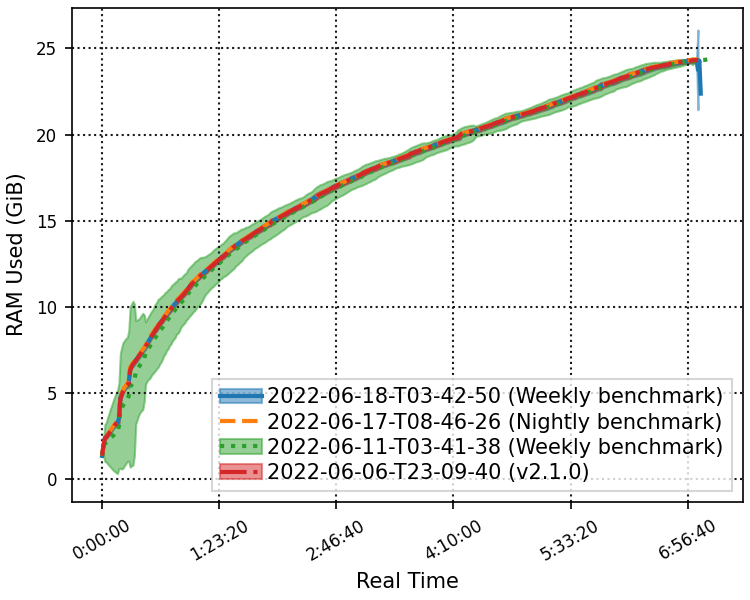 25
20
15
10
5
0
RAM Used (GiB)
2022-06-18-T03-42-50 (Weekly benchmark)
2022-06-17-T08-46-26 (Nightly benchmark)
2022-06-11-T03-41-38 (Weekly benchmark)
2022-06-06-T23-09-40 (v2.1.0)
0:00:00
1:23:20
2:46:40
4:10:00
5:33:20
6:56:40
Real Time